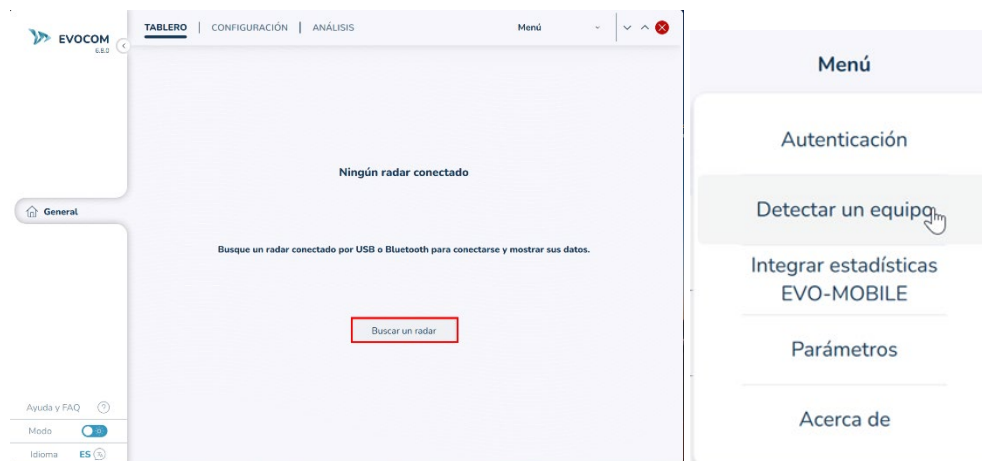 EVOCOM
6.8.0
TABLERO | CONFIGURACIÓN | ANÁLISIS
Menú
Ningún radar conectado
General
Busque un radar conectado por USB o Bluetooth para conectarse y mostrar sus datos.
Buscar un radar
Ayuda y FAQ
Modo
Idioma ES
Menú
Autenticación
Detectar un equipo
Integrar estadísticas
EVO-MOBILE
Parámetros
Acerca de